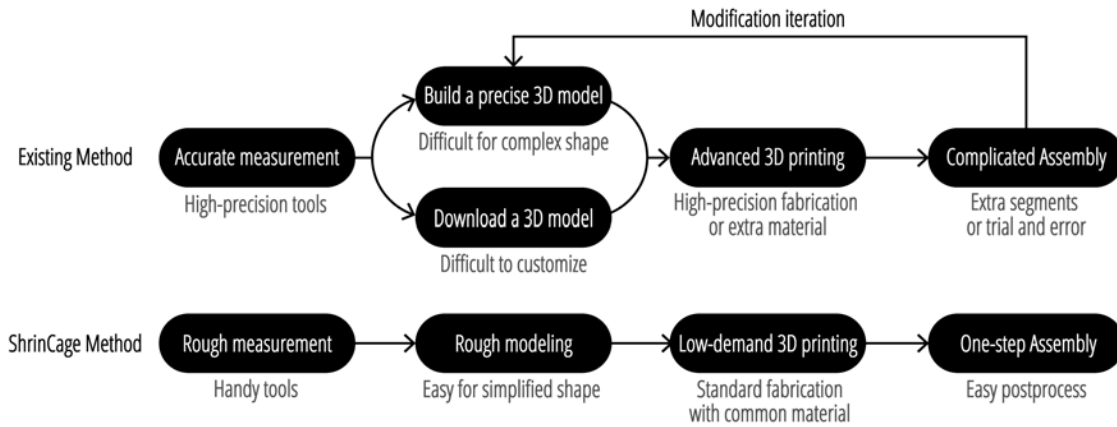 Modification iteration
Build a precise 3D model
Difficult for complex shape
Existing Method
Accurate measurement
High-precision tools
Advanced 3D printing
High-precision fabrication
or extra material
Complicated Assembly
Extra segments
or trial and error
Download a 3D model
Difficult to customize
ShrinCage Method
Rough measurement
Handy tools
Rough modeling
Easy for simplified shape
Low-demand 3D printing
Standard fabrication
with common material
One-step Assembly
Easy postprocess